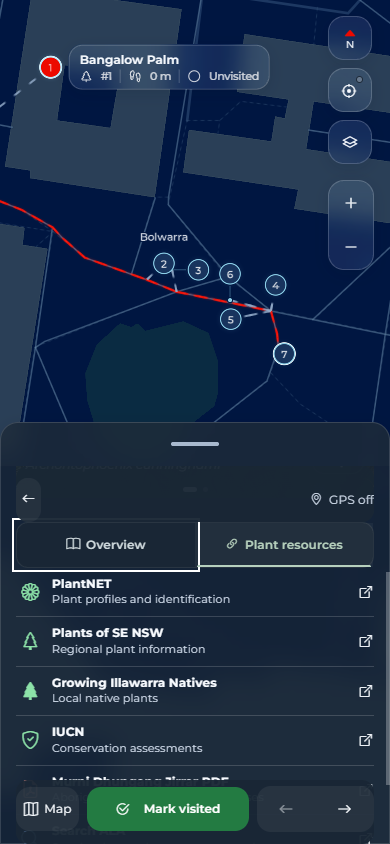 N
1
Bangalow Palm
#1 0 m Unvisited
Bolwarra
2
3
6
4
5
7
GPS off
Overview
Plant resources
PlantNET
Plant profiles and identification
Plants of SE NSW
Regional plant information
Growing Illawarra Natives
Local native plants
IUCN
Conservation assessments
Map
Mark visited